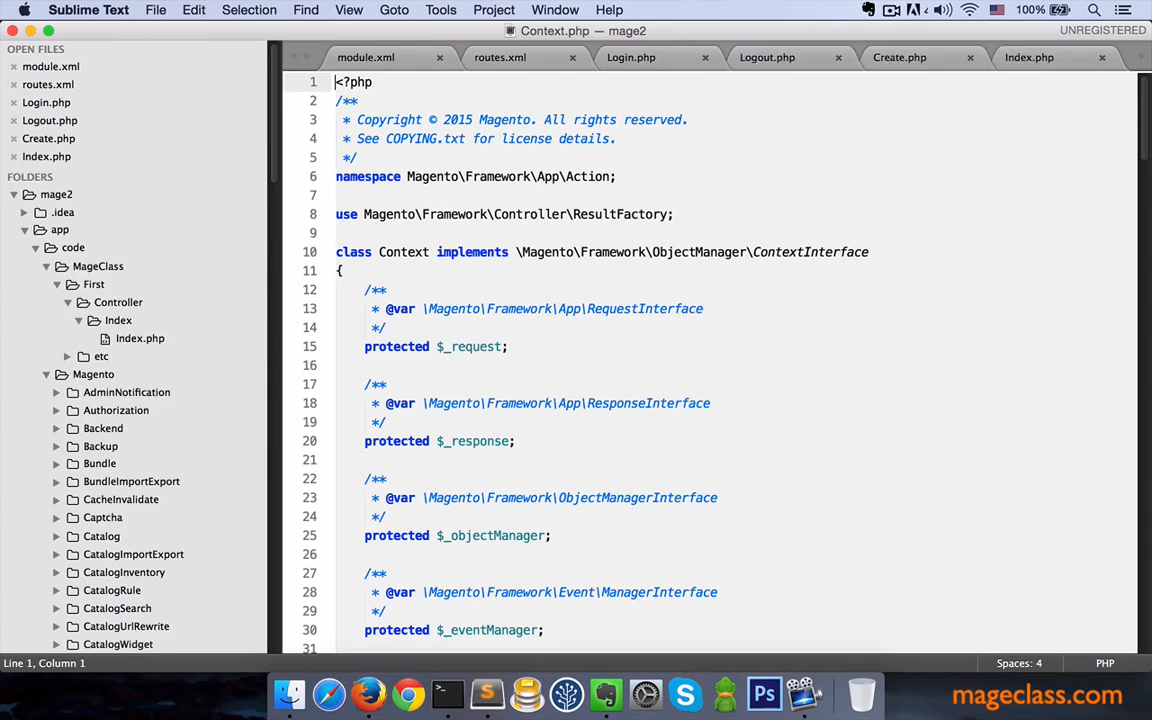 Sublime Text File Edit Selection Find View Goto Tools Project Window Help 4 100%
Context.php — mage2 UNREGISTERED
OPEN FILES
module.xml
routes.xml
Login.php
Logout.php
Create.php
Index.php
FOLDERS
mage2
.idea
app
code
MageClass
First
Controller
Index
Index.php
etc
Magento
AdminNotification
Authorization
Backend
Backup
Bundle
BundleImportExport
CacheInvalidate
Captcha
Catalog
CatalogImportExport
CatalogInventory
CatalogRule
CatalogSearch
CatalogUrlRewrite
CatalogWidget
module.xml routes.xml Login.php Logout.php Create.php Index.php
1 <?php
2 /**
3 * Copyright © 2015 Magento. All rights reserved.
4 * See COPYING.txt for license details.
5 */
6 namespace Magento\Framework\App\Action;
7
8 use Magento\Framework\Controller\ResultFactory;
9
10 class Context implements \Magento\Framework\ObjectManager\ContextInterface
11 {
12 /**
13 * @var \Magento\Framework\App\RequestInterface
14 */
15 protected $_request;
16
17 /**
18 * @var \Magento\Framework\App\ResponseInterface
19 */
20 protected $_response;
21
22 /**
23 * @var \Magento\Framework\ObjectManagerInterface
24 */
25 protected $_objectManager;
26
27 /**
28 * @var \Magento\Framework\Event\ManagerInterface
29 */
30 protected $_eventManager;
31
Line 1, Column 1 Spaces: 4 PHP
Ps
mageclass.com